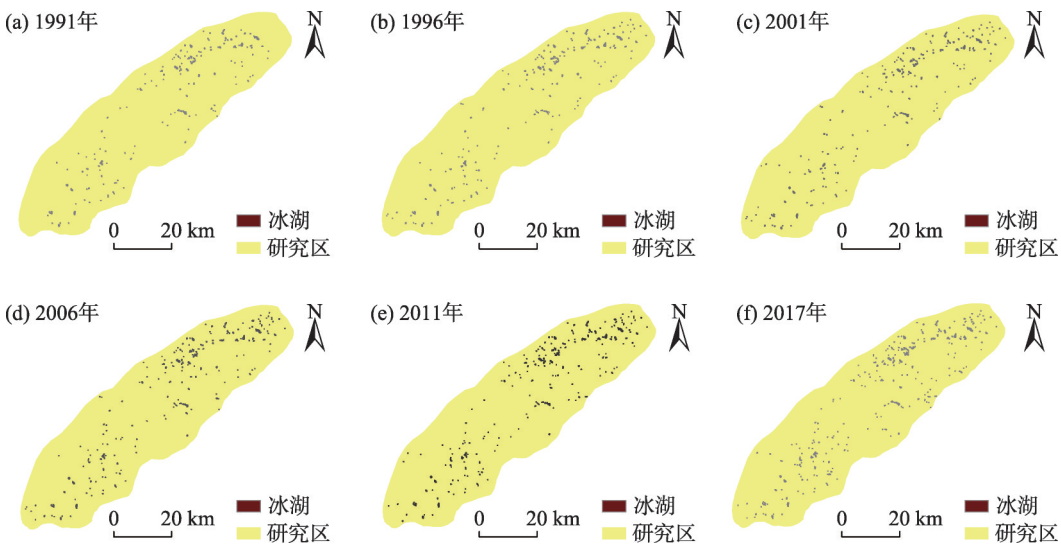 (a) 1991年
N
0 20 km
冰湖
研究区
(b) 1996年
N
0 20 km
冰湖
研究区
(c) 2001年
N
0 20 km
冰湖
研究区
(d) 2006年
N
0 20 km
冰湖
研究区
(e) 2011年
N
0 20 km
冰湖
研究区
(f) 2017年
N
0 20 km
冰湖
研究区